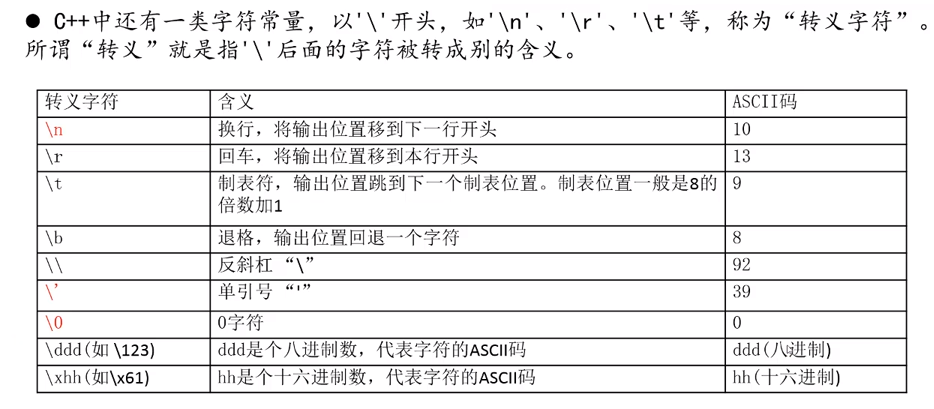 ● C++中还有一类字符常量，以'\'开头，如'\n'、'\r'、'\t'等，称为“转义字符”。
所谓“转义”就是指'\'后面的字符被转成别的含义。
转义字符 含义 ASCII码
\n 换行，将输出位置移到下一行开头 10
\r 回车，将输出位置移到本行开头 13
\t 制表符，输出位置跳到下一个制表位置。制表位置一般是8的 9
倍数加1
\b 退格，输出位置回退一个字符 8
\\ 反斜杠 “\” 92
\' 单引号 “'” 39
\0 0字符 0
\ddd(如 \123) ddd是个八进制数，代表字符的ASCII码 ddd(八进制)
\xhh(如\x61) hh是个十六进制数，代表字符的ASCII码 hh(十六进制)